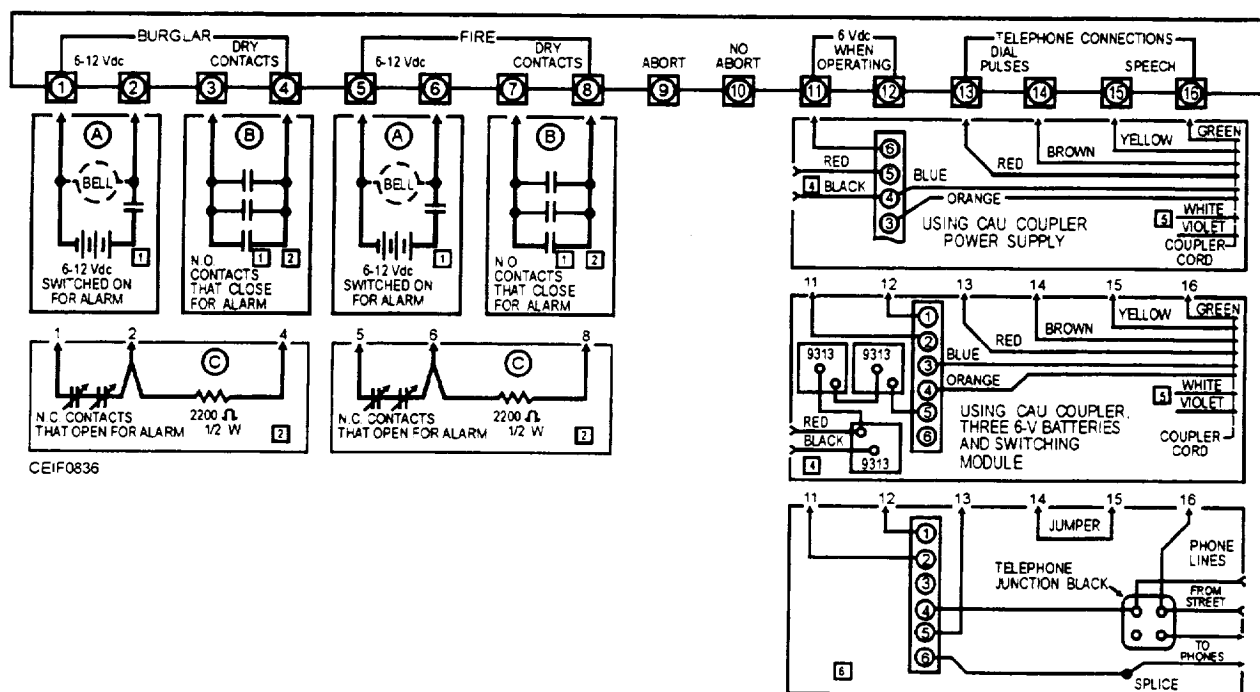 BURGLAR
6-12 Vdc
DRY
CONTACTS
FIRE
6-12 Vdc
DRY
CONTACTS
ABORT
NO
ABORT
6 Vdc
WHEN
OPERATING
TELEPHONE CONNECTIONS
DIAL
PULSES
SPEECH
1 2 3 4 5 6 7 8 9 10 11 12 13 14 15 16
A
BELL
1
6-12 Vdc
SWITCHED ON
FOR ALARM
B
1 2
N.O.
CONTACTS
THAT CLOSE
FOR ALARM
A
BELL
1
6-12 Vdc
SWITCHED ON
FOR ALARM
B
1 2
N.O
CONTACTS
THAT CLOSE
FOR ALARM
1 2 4
C
N.C. CONTACTS
THAT OPEN FOR ALARM
2200 Ω
1/2 W
2
5 6 8
C
N.C. CONTACTS
THAT OPEN FOR ALARM
2200 Ω
1/2 W
2
CEIF0836
6
5
4
3
RED
4 BLACK
BLUE
ORANGE
RED
BROWN
YELLOW
GREEN
USING CAU COUPLER
POWER SUPPLY
5
WHITE
VIOLET
COUPLER
CORD
11 12 13 14 15 16
1
2
3
4
5
6
9313 9313
9313
RED
BLACK
4
BLUE
ORANGE
RED
BROWN
YELLOW
GREEN
USING CAU COUPLER,
THREE 6-V BATTERIES
AND SWITCHING
MODULE
5
WHITE
VIOLET
COUPLER
CORD
11 12 13 14 15 16
JUMPER
1
2
3
4
5
6
TELEPHONE
JUNCTION BLACK
PHONE
LINES
FROM
STREET
TO
PHONES
SPLICE
6